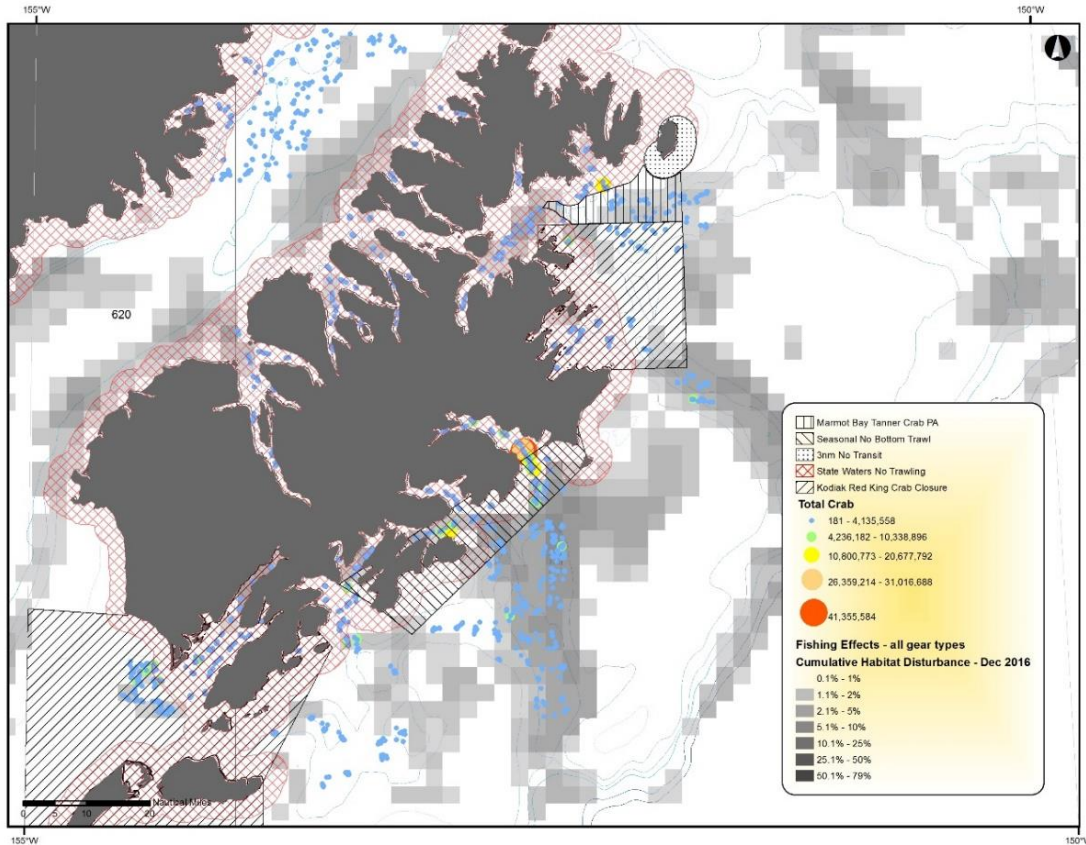 155°W
150°W
620
Marmot Bay Tanner Crab PA
Seasonal No Bottom Trawl
3nm No Transit
State Waters No Trawling
Kodiak Red King Crab Closure
Total Crab
181 - 4,135,558
4,236,182 - 10,338,896
10,800,773 - 20,677,792
26,359,214 - 31,016,688
41,355,584
Fishing Effects - all gear types
Cumulative Habitat Disturbance - Dec 2016
0.1% - 1%
1.1% - 2%
2.1% - 5%
5.1% - 10%
10.1% - 25%
25.1% - 50%
50.1% - 79%
Nautical Miles
0 5 10 20
155°W
150°W